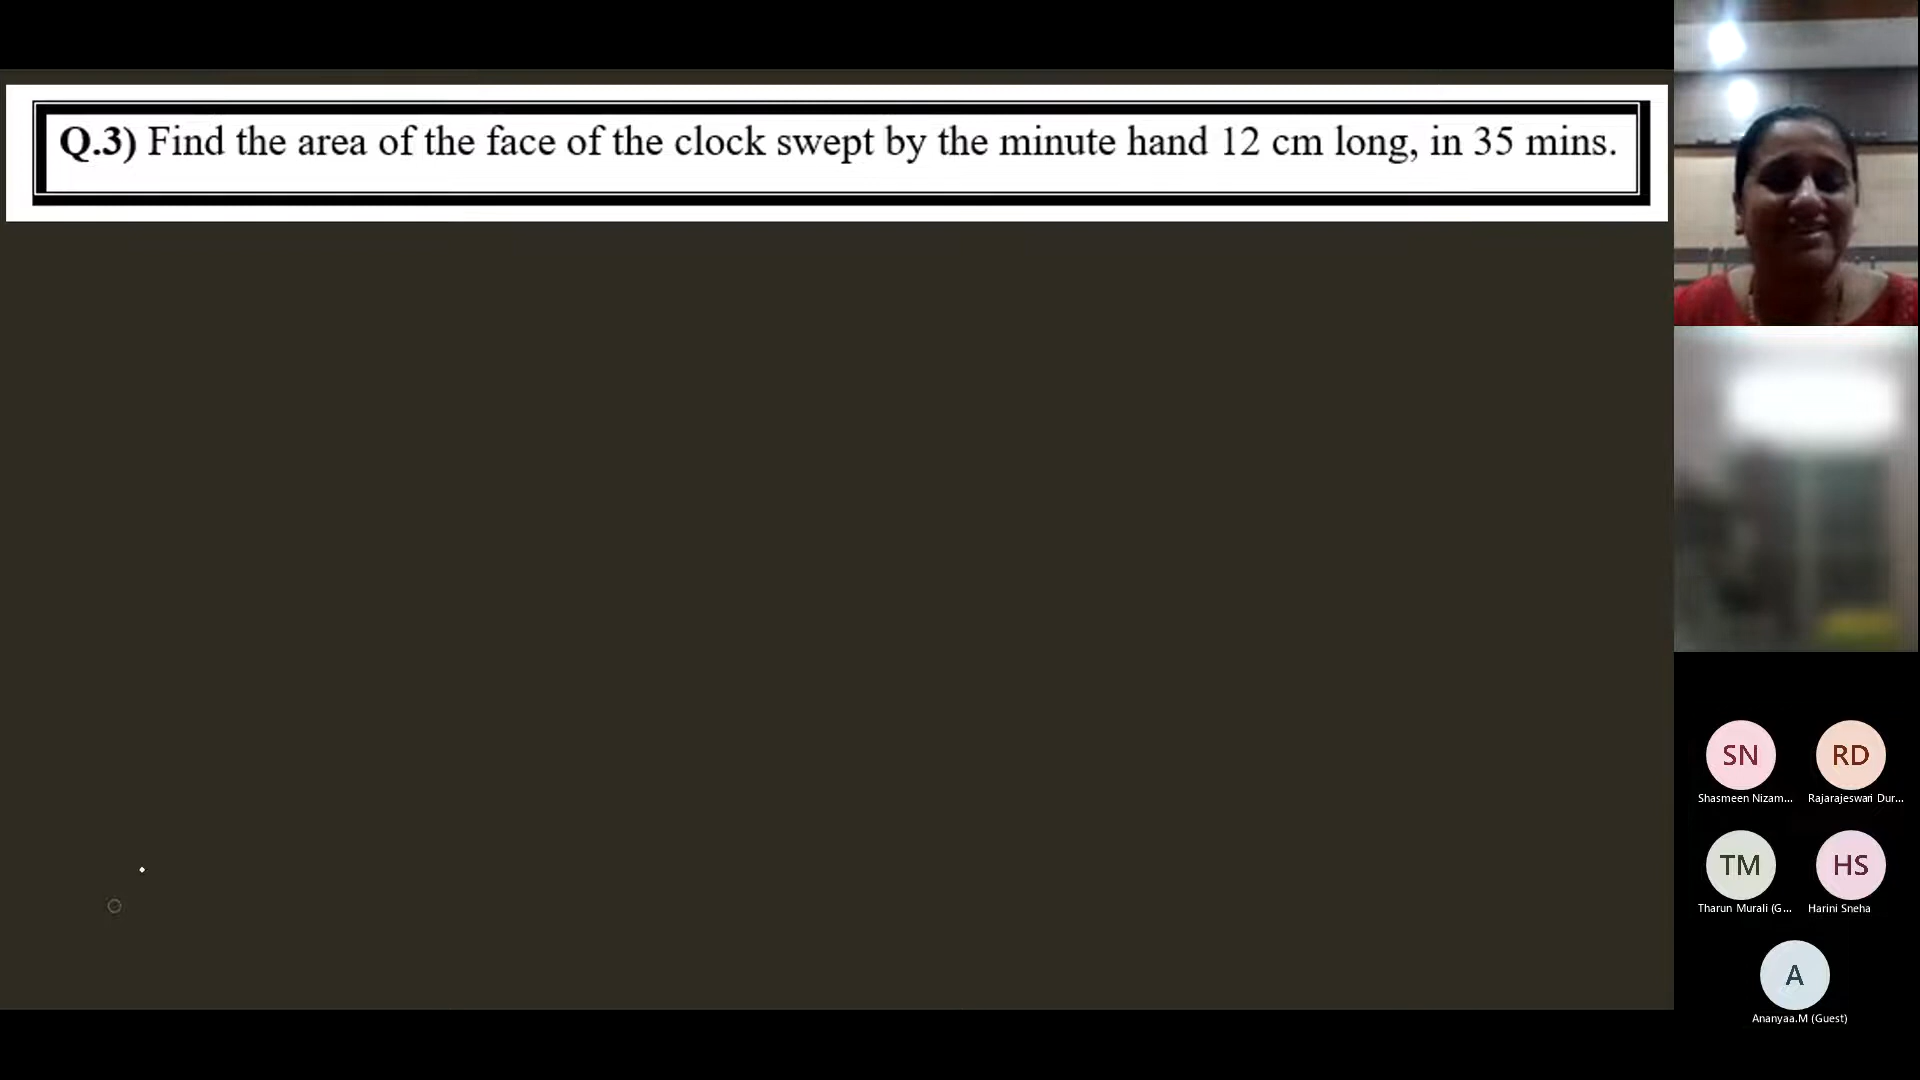 Q.3) Find the area of the face of the clock swept by the minute hand 12 cm long, in 35 mins.
SN
RD
Shasmeen Nizam...
Rajarajeswari Dur...
TM
HS
Tharun Murali (G...
Harini Sneha
A
Ananyaa.M (Guest)